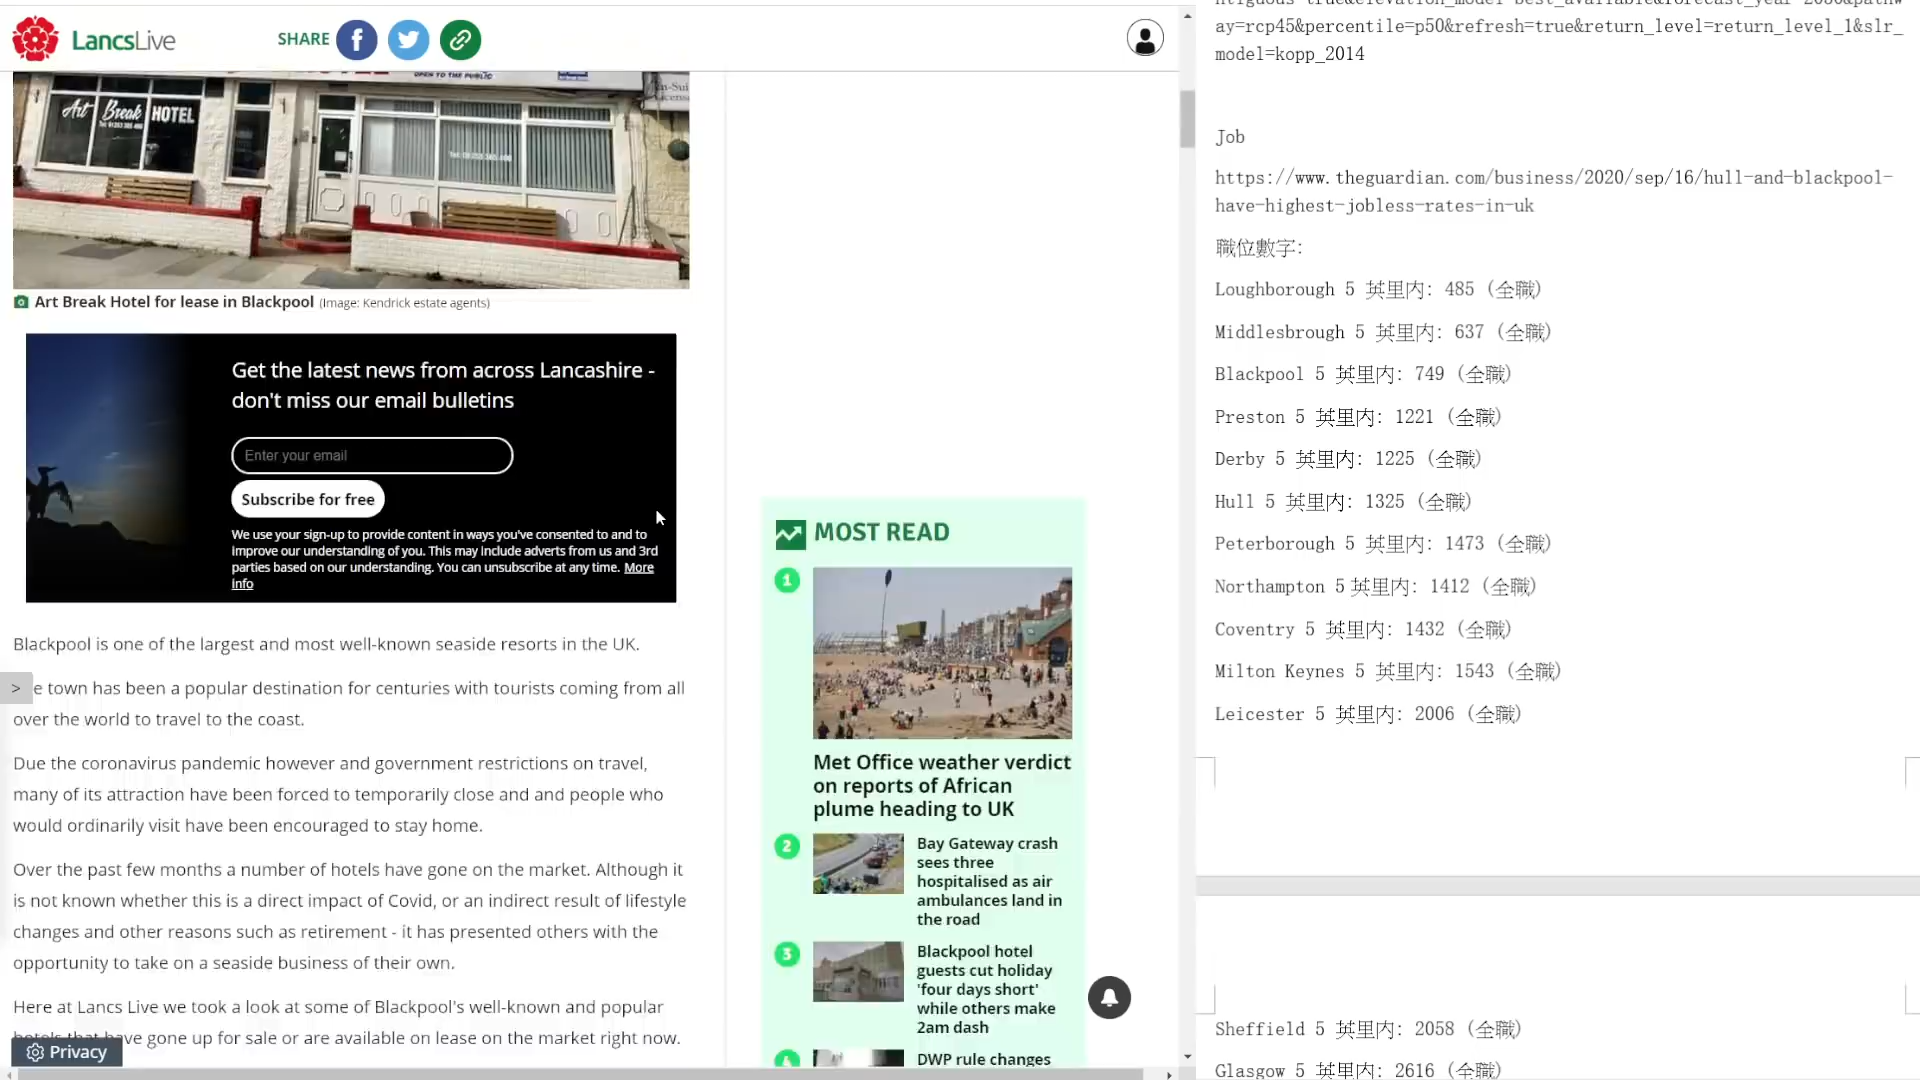 LancsLive
SHARE
OPEN TO THE PUBLIC
Art Break HOTEL
Art Break Hotel for lease in Blackpool (Image: Kendrick estate agents)
Get the latest news from across Lancashire -
don't miss our email bulletins
Enter your email
Subscribe for free
We use your sign-up to provide content in ways you've consented to and to
improve our understanding of you. This may include adverts from us and 3rd
parties based on our understanding. You can unsubscribe at any time. More
info
Blackpool is one of the largest and most well-known seaside resorts in the UK.
> e town has been a popular destination for centuries with tourists coming from all
over the world to travel to the coast.
Due the coronavirus pandemic however and government restrictions on travel,
many of its attraction have been forced to temporarily close and and people who
would ordinarily visit have been encouraged to stay home.
Over the past few months a number of hotels have gone on the market. Although it
is not known whether this is a direct impact of Covid, or an indirect result of lifestyle
changes and other reasons such as retirement - it has presented others with the
opportunity to take on a seaside business of their own.
Here at Lancs Live we took a look at some of Blackpool's well-known and popular
hotels that have gone up for sale or are available on lease on the market right now.
Privacy
MOST READ
1
Met Office weather verdict
on reports of African
plume heading to UK
2
Bay Gateway crash
sees three
hospitalised as air
ambulances land in
the road
3
Blackpool hotel
guests cut holiday
'four days short'
while others make
2am dash
DWP rule changes
ay=rcp45&percentile=p50&refresh=true&return_level=return_level_1&slr_
model=kopp_2014
Job
https://www.theguardian.com/business/2020/sep/16/hull-and-blackpool-
have-highest-jobless-rates-in-uk
職位數字:
Loughborough 5 英里内: 485 (全職)
Middlesbrough 5 英里内: 637 (全職)
Blackpool 5 英里内: 749 (全職)
Preston 5 英里内: 1221 (全職)
Derby 5 英里内: 1225 (全職)
Hull 5 英里内: 1325 (全職)
Peterborough 5 英里内: 1473 (全職)
Northampton 5 英里内: 1412 (全職)
Coventry 5 英里内: 1432 (全職)
Milton Keynes 5 英里内: 1543 (全職)
Leicester 5 英里内: 2006 (全職)
Sheffield 5 英里内: 2058 (全職)
Glasgow 5 英里内: 2616 (全職)